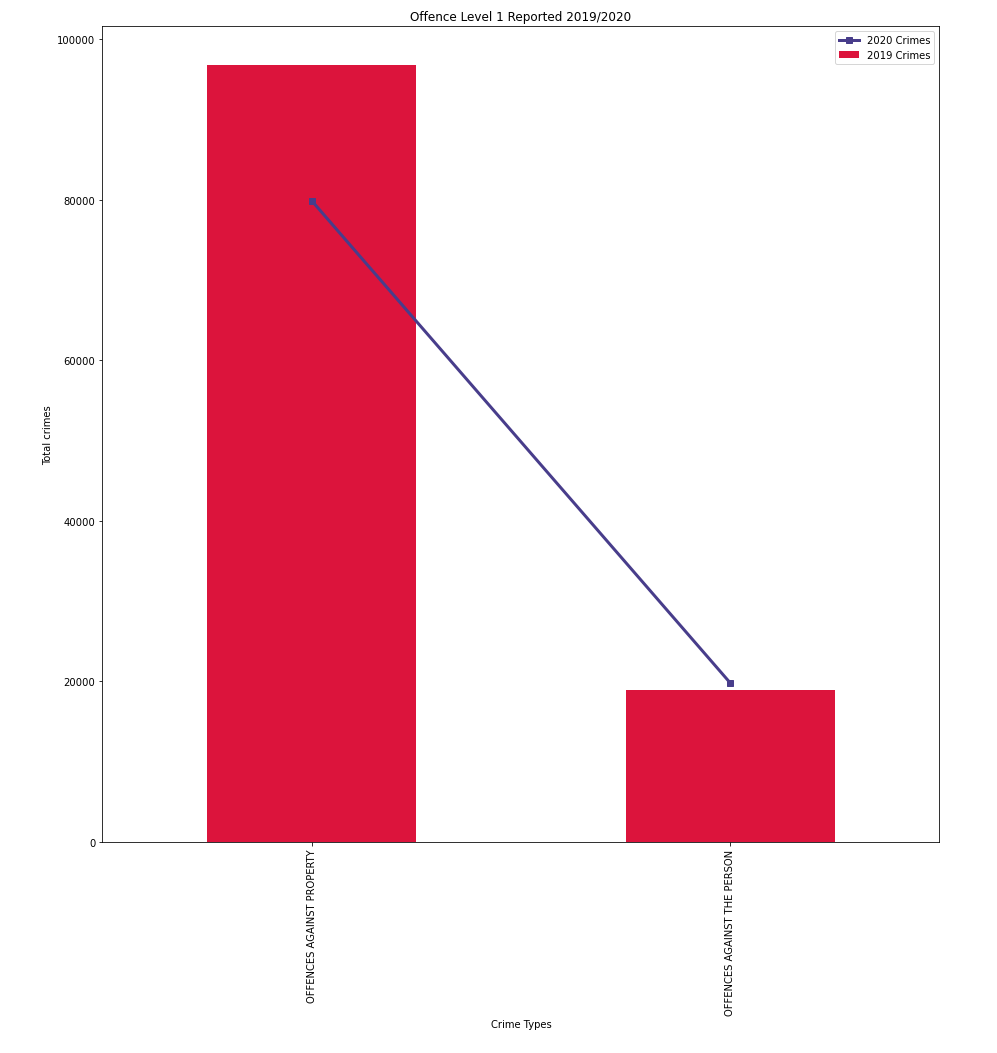 Offence Level 1 Reported 2019/2020
2020 Crimes
2019 Crimes
100000
80000
60000
40000
20000
0
Total crimes
OFFENCES AGAINST PROPERTY
OFFENCES AGAINST THE PERSON
Crime Types